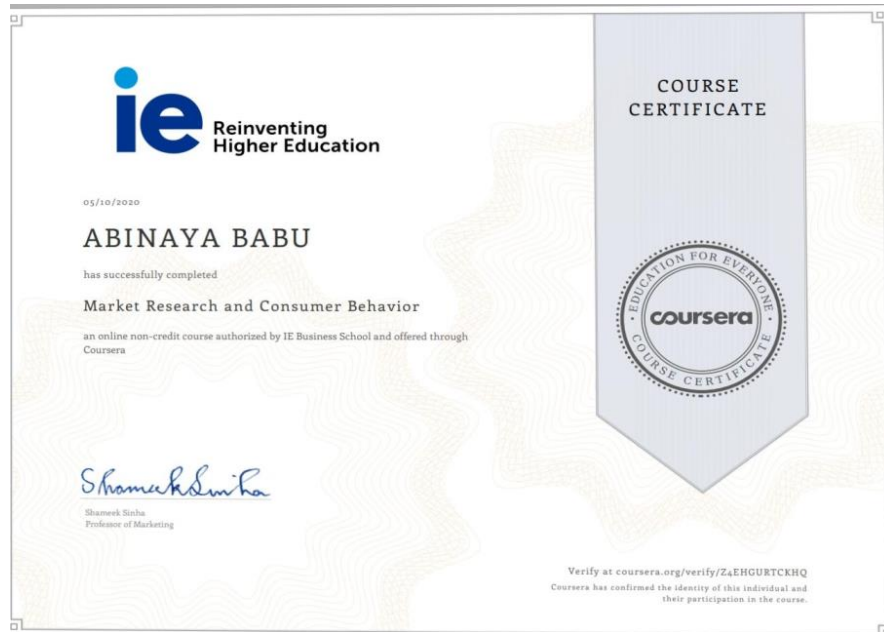 ie Reinventing
Higher Education
05/10/2020
ABINAYA BABU
has successfully completed
Market Research and Consumer Behavior
an online non-credit course authorized by IE Business School and offered through
Coursera
Shameek Sinha
Shameek Sinha
Professor of Marketing
COURSE
CERTIFICATE
EDUCATION FOR EVERYONE
coursera
COURSE CERTIFICATE
Verify at coursera.org/verify/Z4EHGURTCKHQ
Coursera has confirmed the identity of this individual and
their participation in the course.